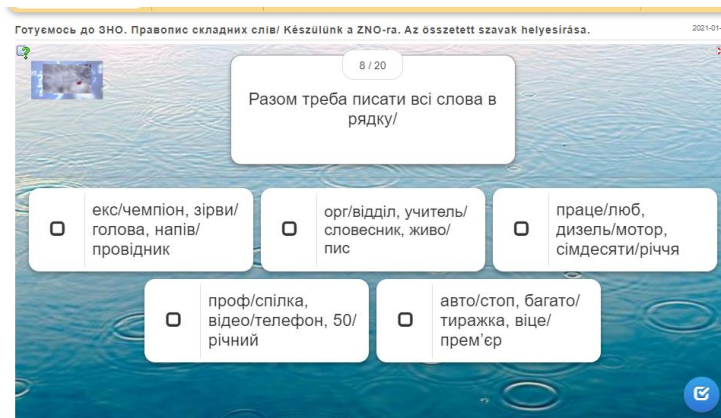 Готуємось до ЗНО. Правопис складних слів/ Készülünk a ZNO-ra. Az összetett szavak helyesírása.
2021-01-
8 / 20
Разом треба писати всі слова в
рядку/
екс/чемпіон, зірви/
голова, напів/
провідник
орг/відділ, учитель/
словесник, живо/
пис
праце/люб,
дизель/мотор,
сімдесяти/річчя
проф/спілка,
відео/телефон, 50/
річний
авто/стоп, багато/
тиражка, віце/
прем’єр